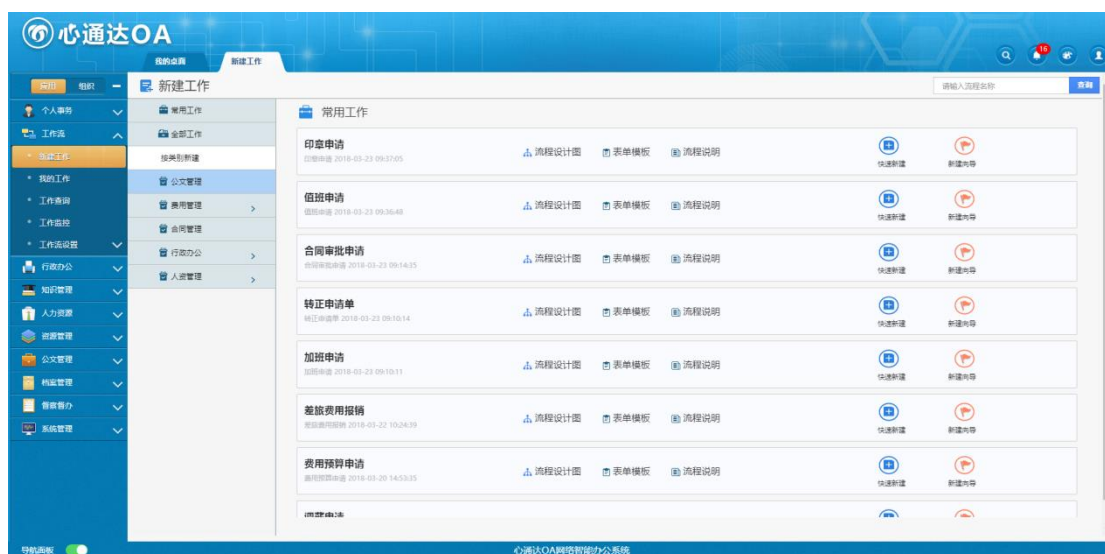 心通达OA
我的桌面 新建工作
16
常用 组织
新建工作
请输入流程名称 查询
个人事务
工作流
新建工作
我的工作
工作查询
工作监控
工作流设置
行政办公
知识管理
人力资源
资源管理
公文管理
档案管理
督查督办
系统管理
常用工作
全部工作
按类别新建
公文管理
费用管理
合同管理
行政办公
人资管理
常用工作
印章申请
印章申请 2018-03-23 09:37:05
流程设计图 表单模板 流程说明 快速新建 新建向导
值班申请
值班申请 2018-03-23 09:36:48
流程设计图 表单模板 流程说明 快速新建 新建向导
合同审批申请
合同审批申请 2018-03-23 09:14:35
流程设计图 表单模板 流程说明 快速新建 新建向导
转正申请单
转正申请单 2018-03-23 09:10:14
流程设计图 表单模板 流程说明 快速新建 新建向导
加班申请
加班申请 2018-03-23 09:10:11
流程设计图 表单模板 流程说明 快速新建 新建向导
差旅费用报销
差旅费用报销 2018-03-22 10:24:39
流程设计图 表单模板 流程说明 快速新建 新建向导
费用预算申请
费用预算申请 2018-03-20 14:53:35
流程设计图 表单模板 流程说明 快速新建 新建向导
导航面板
心通达OA网络智能办公系统